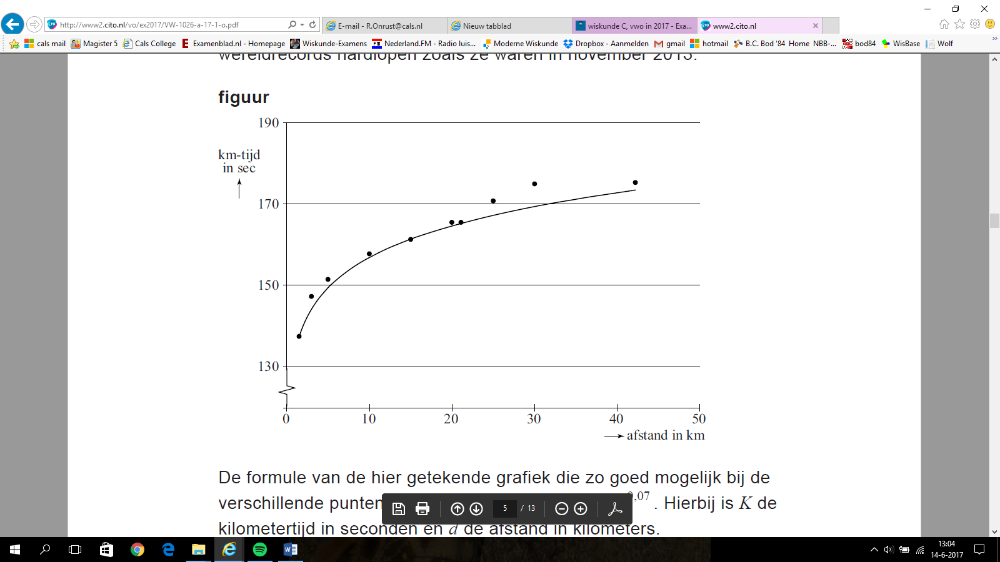 http://www2.cito.nl/vo/ex2017/VW-1026-a-17-1-o.pdf
E-mail - R.Onrust@cals.nl
Nieuw tabblad
wiskunde C, vwo in 2017 - Exa...
www2.cito.nl
cals mail
Magister 5
Cals College
Examenblad.nl - Homepage
Wiskunde-Examens
Nederland.FM - Radio luis...
Moderne Wiskunde
Dropbox - Aanmelden
gmail
hotmail
B.C. Bod '84 Home NBB-...
bod84
WisBase
Wolf
wereldrecords hardlopen zoals ze waren in november 2013.
figuur
190
km-tijd
in sec
170
150
130
0 10 20 30 40 50
afstand in km
De formule van de hier getekende grafiek die zo goed mogelijk bij de
verschillende punten ,07 . Hierbij is K de
5 / 13
kilometertijd in seconden en d de afstand in kilometers.
13:04
14-6-2017